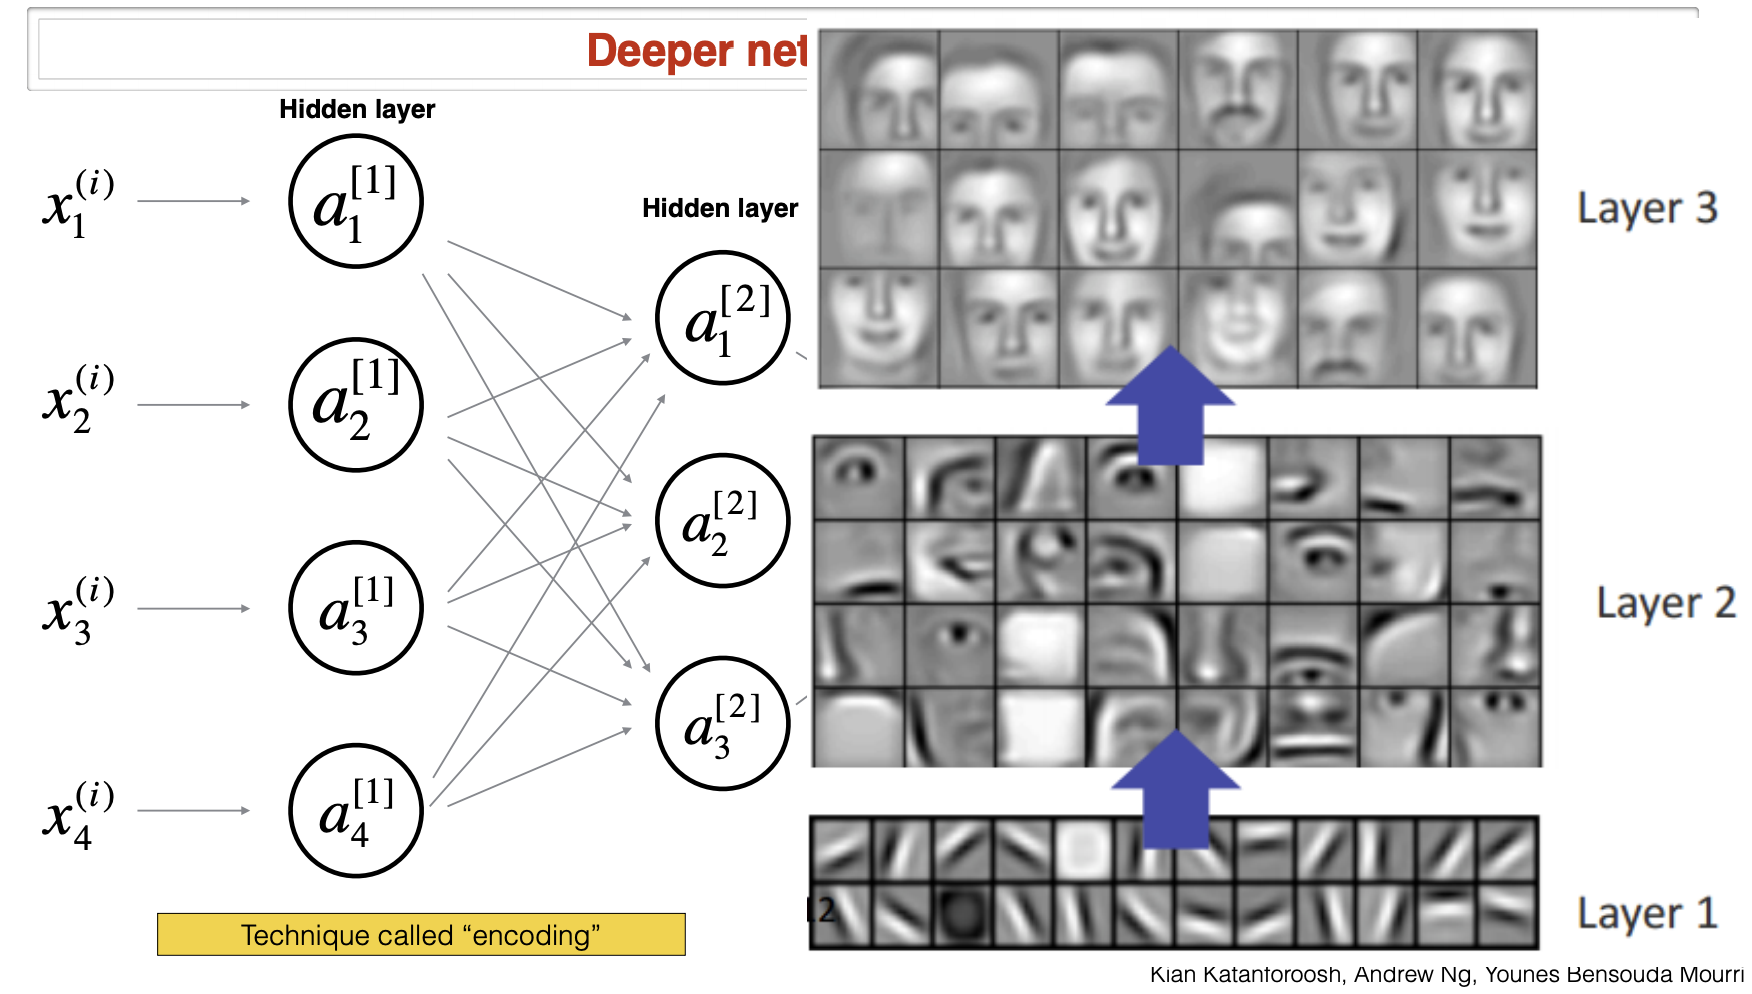 Deeper net
Hidden layer
Hidden layer
x_1^{(i)}
a_1^{[1]}
x_2^{(i)}
a_2^{[1]}
x_3^{(i)}
a_3^{[1]}
x_4^{(i)}
a_4^{[1]}
a_1^{[2]}
a_2^{[2]}
a_3^{[2]}
Technique called “encoding”
Layer 3
Layer 2
Layer 1
12
Kian Katanforoosh, Andrew Ng, Younes Bensouda Mourri